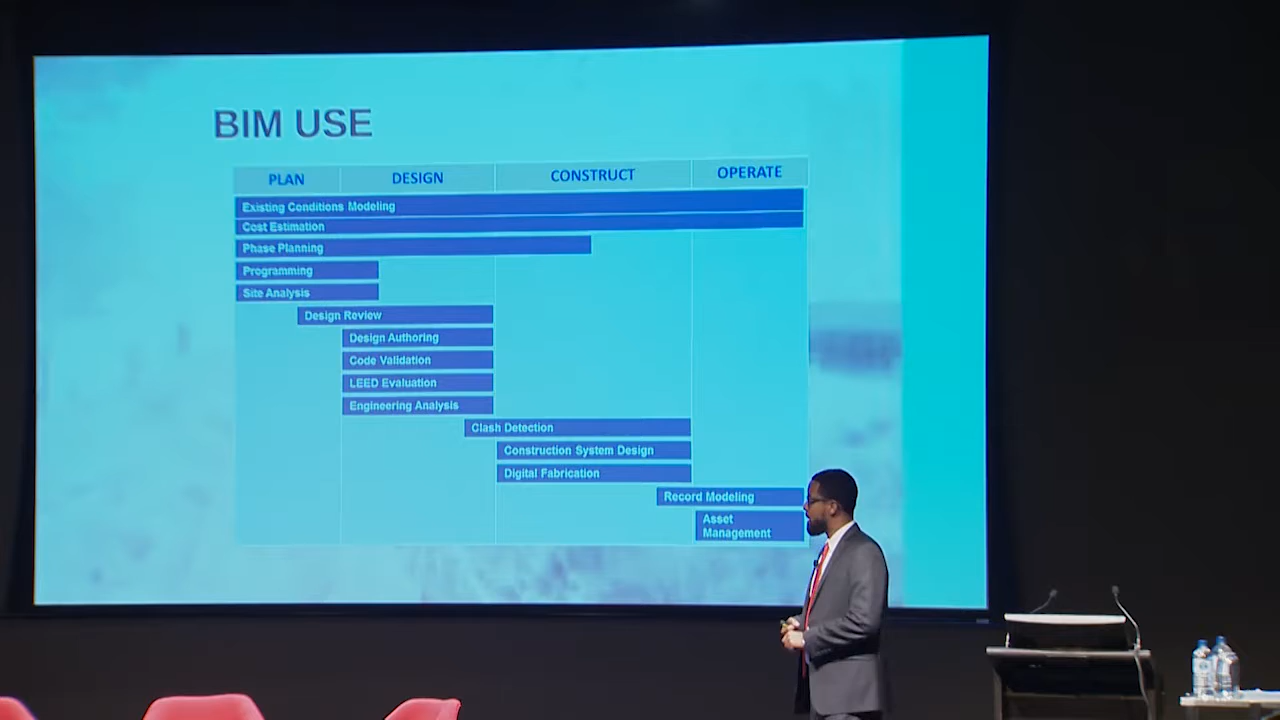 BIM USE
PLAN DESIGN CONSTRUCT OPERATE
Existing Conditions Modeling
Cost Estimation
Phase Planning
Programming
Site Analysis
Design Review
Design Authoring
Code Validation
LEED Evaluation
Engineering Analysis
Clash Detection
Construction System Design
Digital Fabrication
Record Modeling
Asset
Management